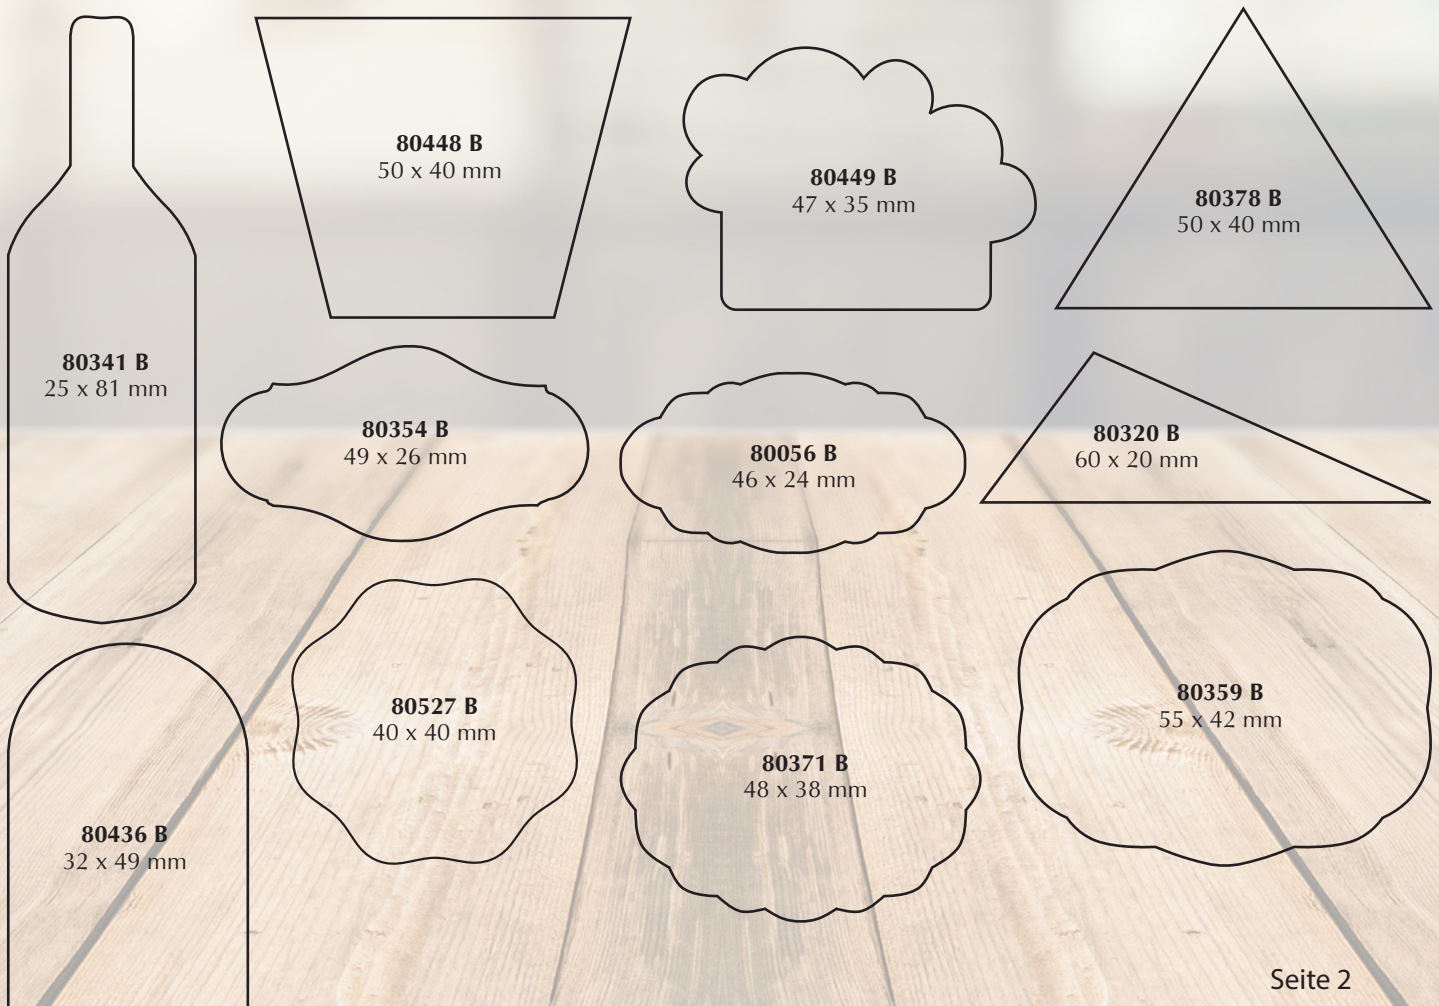 80448 B
50 x 40 mm
80449 B
47 x 35 mm
80378 B
50 x 40 mm
80341 B
25 x 81 mm
80354 B
49 x 26 mm
80056 B
46 x 24 mm
80320 B
60 x 20 mm
80527 B
40 x 40 mm
80371 B
48 x 38 mm
80359 B
55 x 42 mm
80436 B
32 x 49 mm
Seite 2